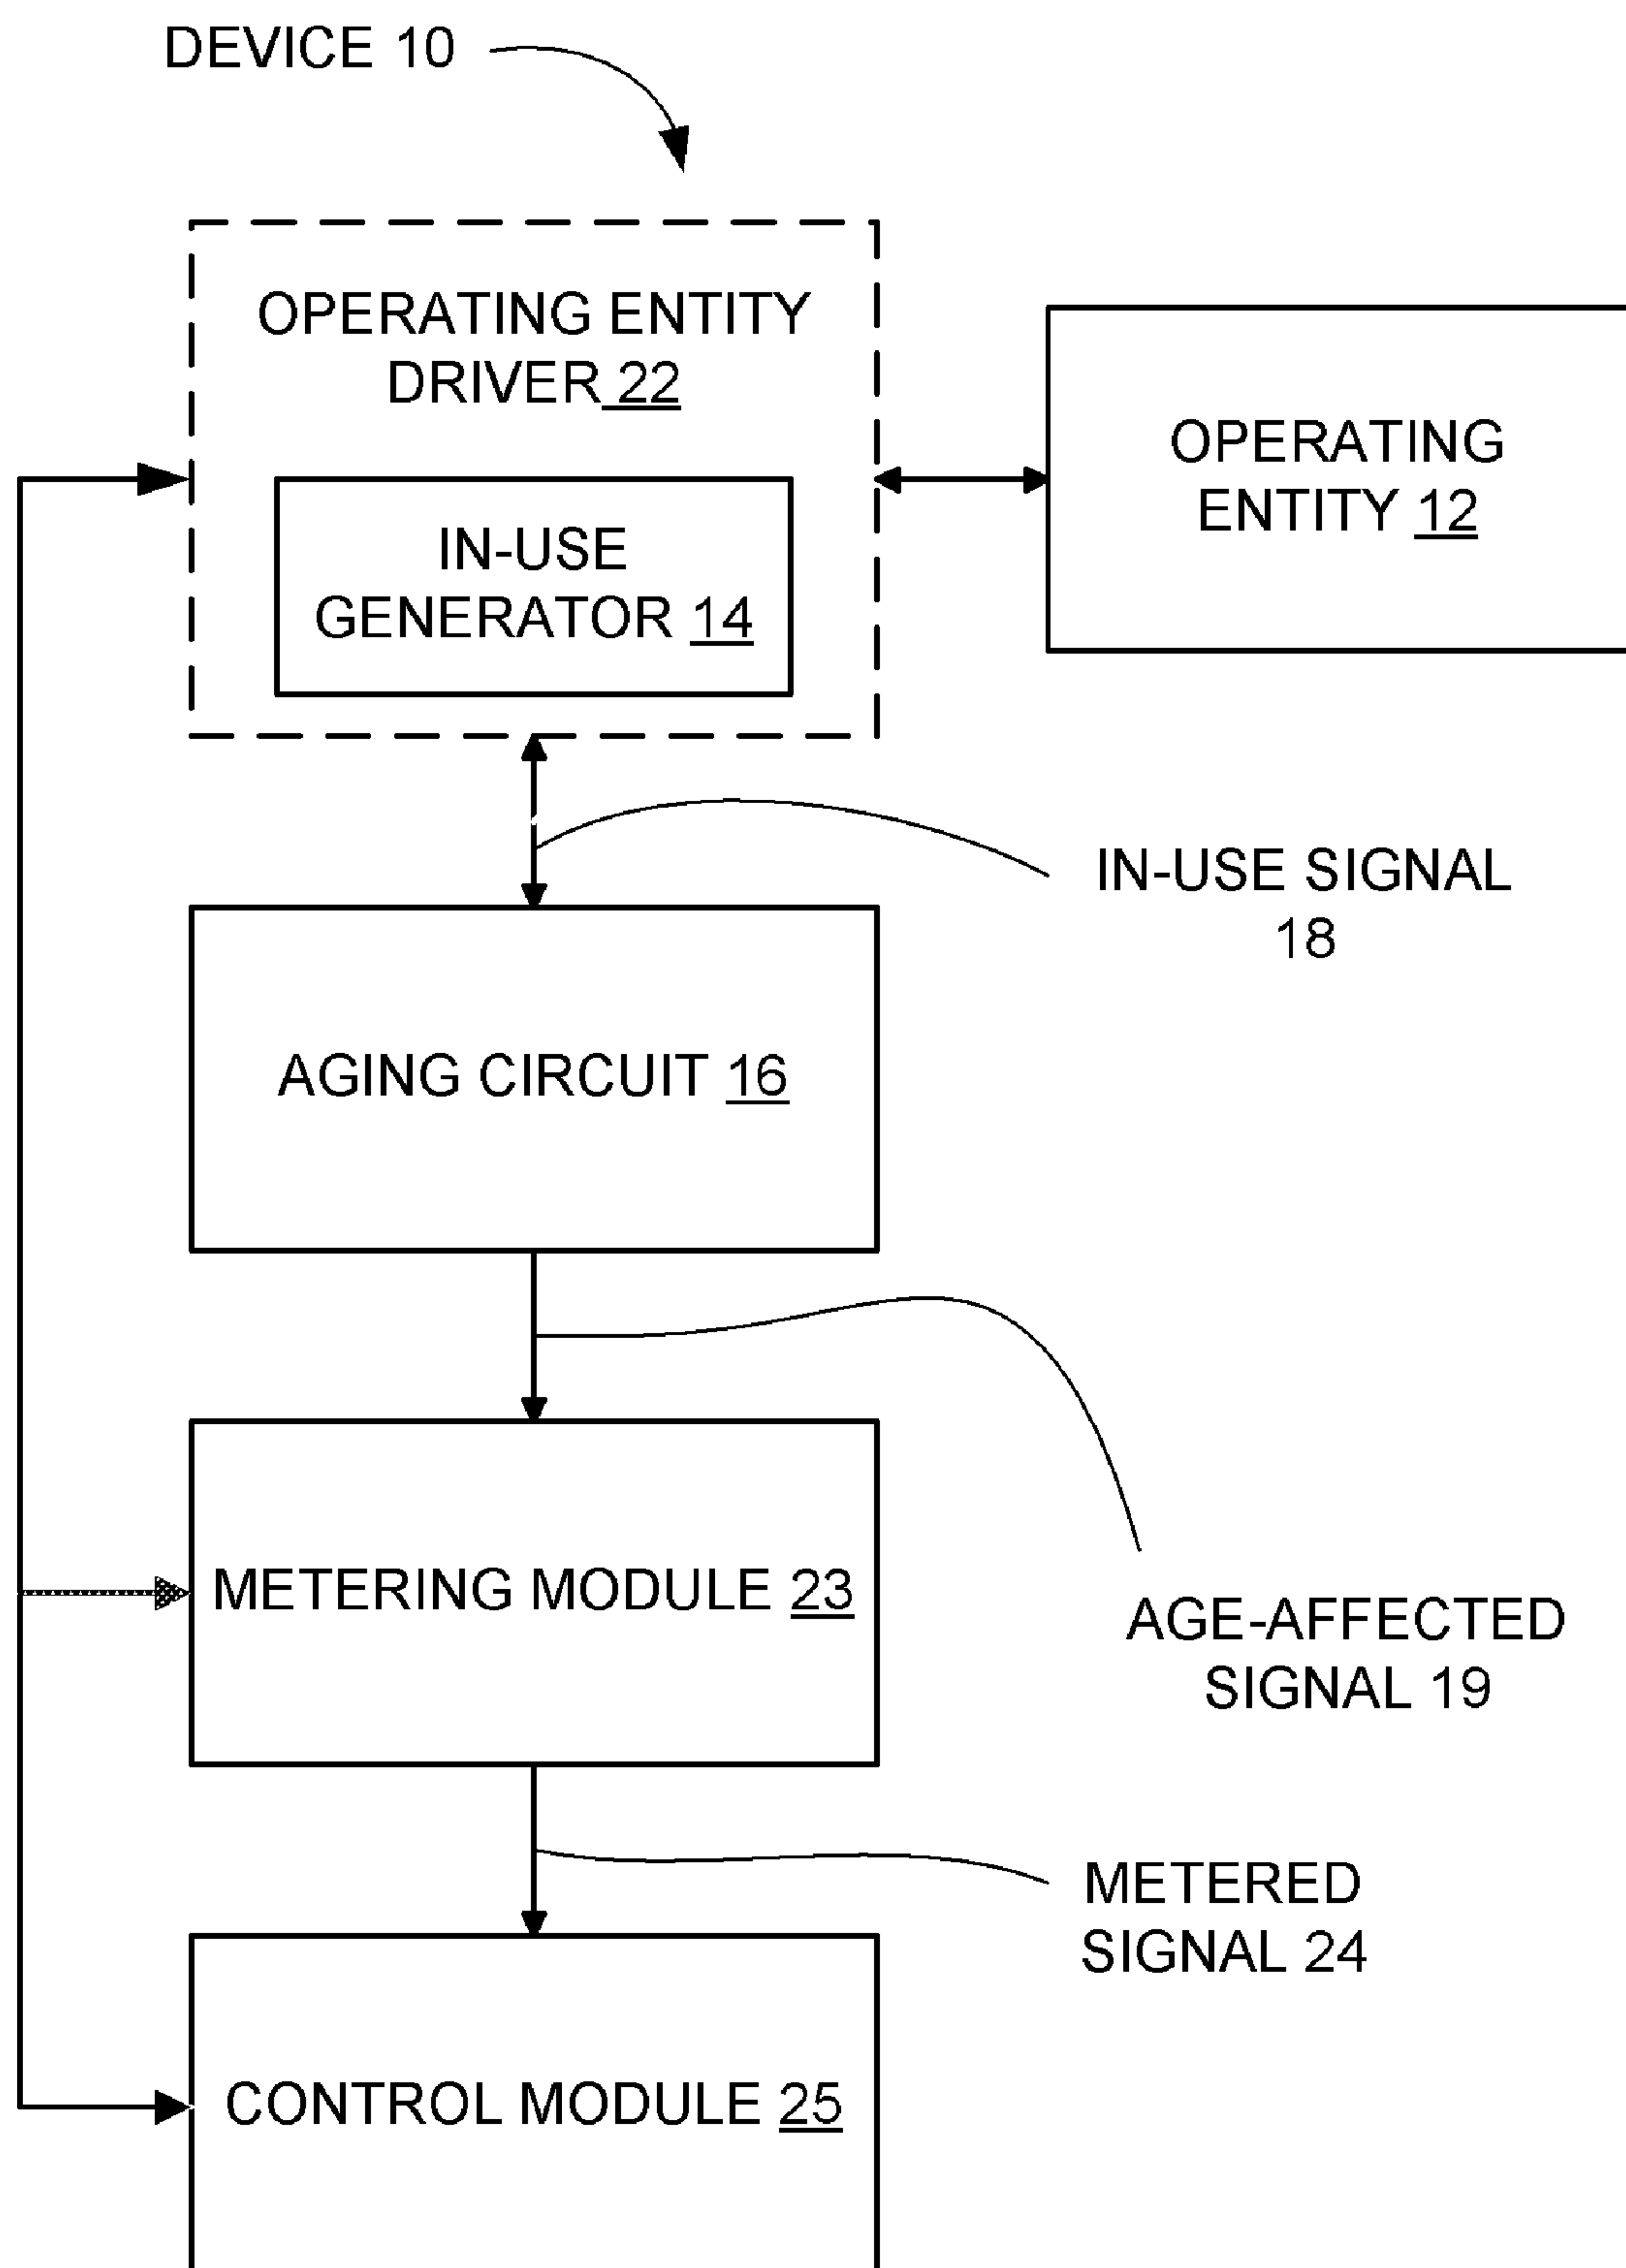 DEVICE 10
OPERATING ENTITY
DRIVER 22
OPERATING
ENTITY 12
IN-USE
GENERATOR 14
IN-USE SIGNAL
18
AGING CIRCUIT 16
METERING MODULE 23
AGE-AFFECTED
SIGNAL 19
METERED
SIGNAL 24
CONTROL MODULE 25